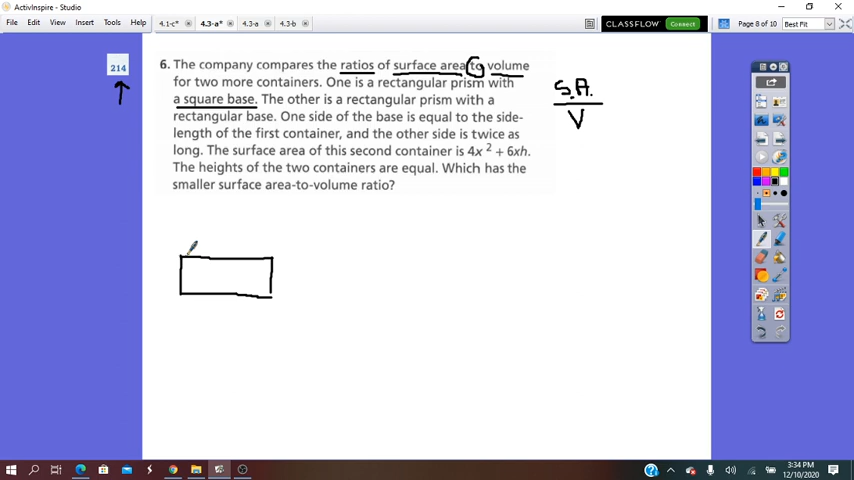 ActivInspire - Studio
File Edit View Insert Tools Help
4.1-c* 4.3-a* 4.3-a 4.3-b
CLASSFLOW Connect Page 8 of 10 Best Fit
214
6. The company compares the ratios of surface area to volume
for two more containers. One is a rectangular prism with
a square base. The other is a rectangular prism with a
rectangular base. One side of the base is equal to the side-
length of the first container, and the other side is twice as
long. The surface area of this second container is 4x 2 + 6xh.
The heights of the two containers are equal. Which has the
smaller surface area-to-volume ratio?
S.A.
V
3:34 PM
12/10/2020